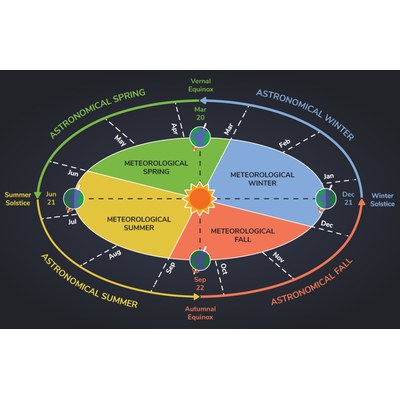 Vernal
Equinox
Mar
20
ASTRONOMICAL SPRING
ASTRONOMICAL WINTER
May
Apr
Mar
Feb
Jun
Jan
METEOROLOGICAL
SPRING
METEOROLOGICAL
WINTER
Summer
Solstice
Jun
21
Dec
21
Winter
Solstice
METEOROLOGICAL
SUMMER
METEOROLOGICAL
FALL
Jul
Dec
Aug
Sep
Oct
Nov
Sep
22
ASTRONOMICAL SUMMER
ASTRONOMICAL FALL
Autumnal
Equinox